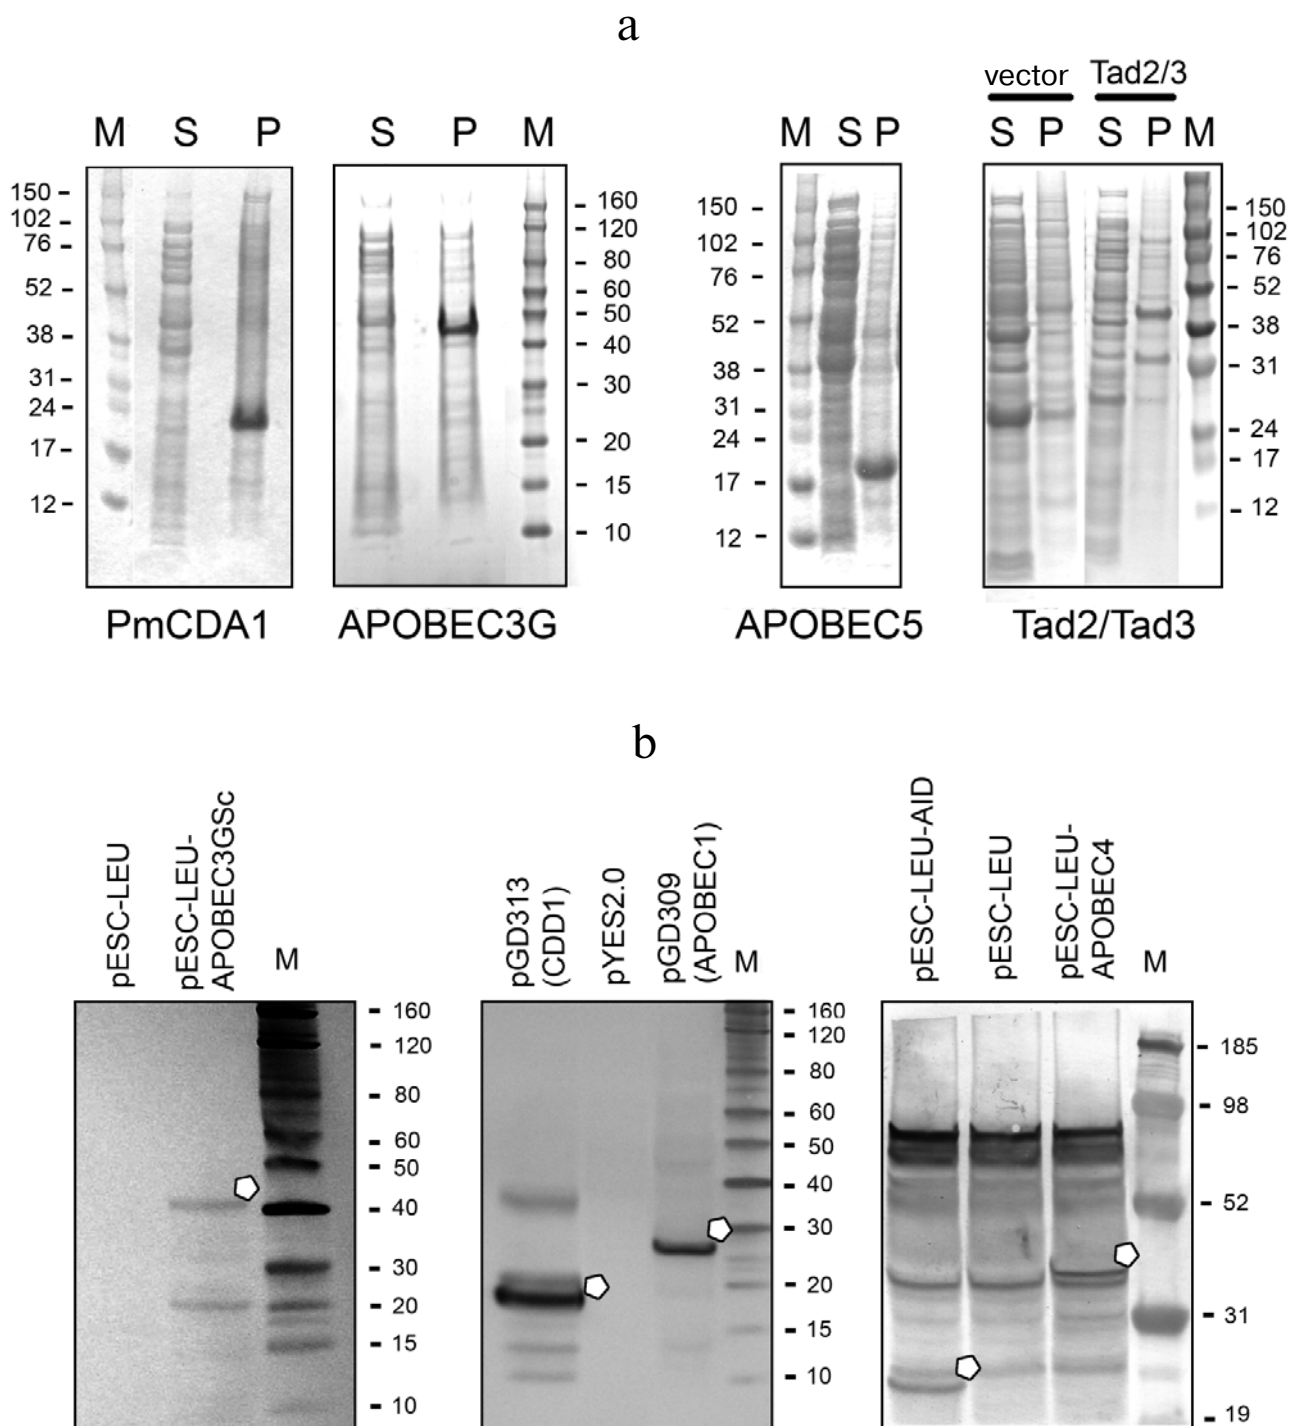 a
vector Tad2/3
M S P
S P M
M S P
S P S P M
150
102
76
52
38
31
24
17
12
160
120
80
60
50
40
30
20
15
10
150
102
76
52
38
31
24
17
12
150
102
76
52
38
31
24
17
12
PmCDA1
APOBEC3G
APOBEC5
Tad2/Tad3
b
pESC-LEU
pESC-LEU-
APOBEC3GSc
M
pGD313
(CDD1)
pYES2.0
pGD309
(APOBEC1)
M
pESC-LEU-AID
pESC-LEU
pESC-LEU-
APOBEC4
M
160
120
80
60
50
40
30
20
15
10
160
120
80
60
50
40
30
20
15
10
185
98
52
31
19